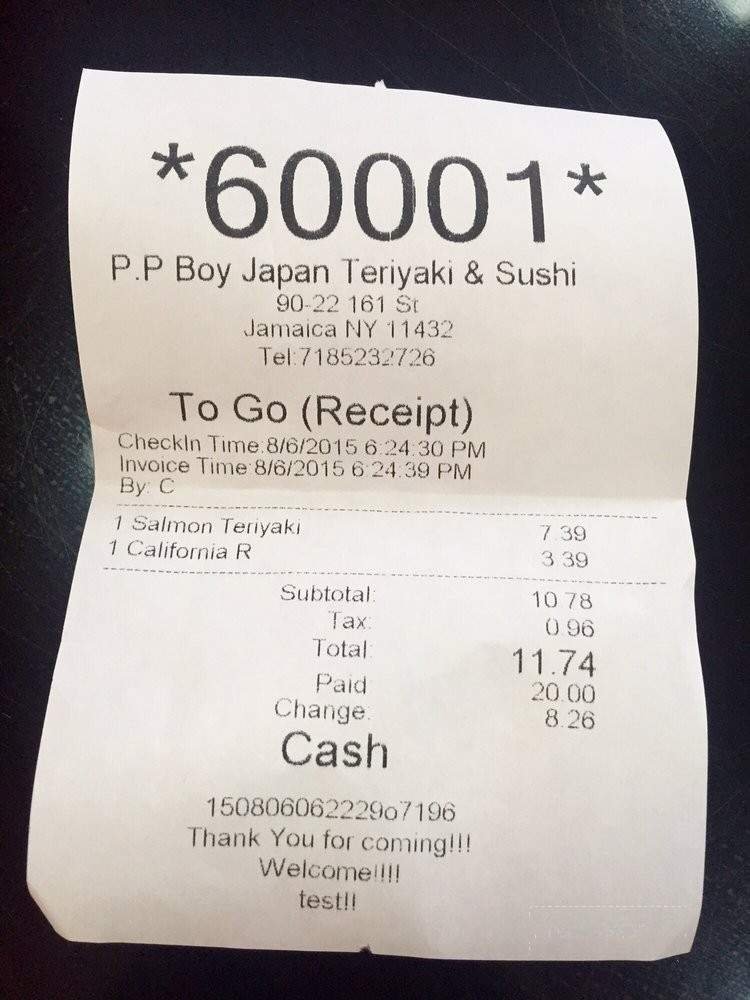 *60001*
P.P Boy Japan Teriyaki & Sushi
90-22 161 St
Jamaica NY 11432
Tel:7185232726
To Go (Receipt)
CheckIn Time:8/6/2015 6:24:30 PM
Invoice Time:8/6/2015 6:24:39 PM
By: C
1 Salmon Teriyaki 7.39
1 California R 3.39
Subtotal: 10.78
Tax: 0.96
Total: 11.74
Paid 20.00
Change: 8.26
Cash
150806062229o7196
Thank You for coming!!!
Welcome!!!!
test!!